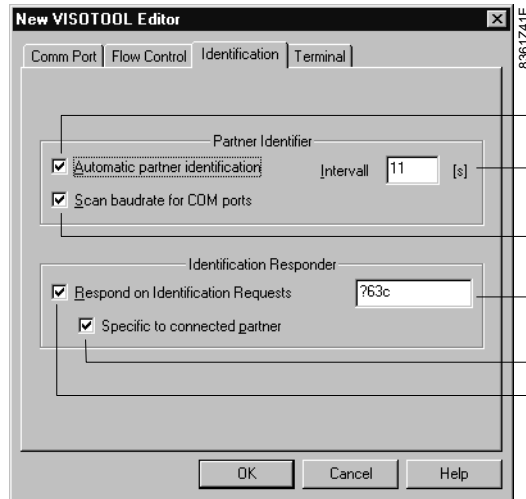 New VISOTOOL Editor
8361741F
Comm Port Flow Control Identification Terminal
Partner Identifier
Automatic partner identification Intervall 11 [s]
Scan baudrate for COM ports
Identification Responder
Respond on Identification Requests ?63c
Specific to connected partner
OK Cancel Help